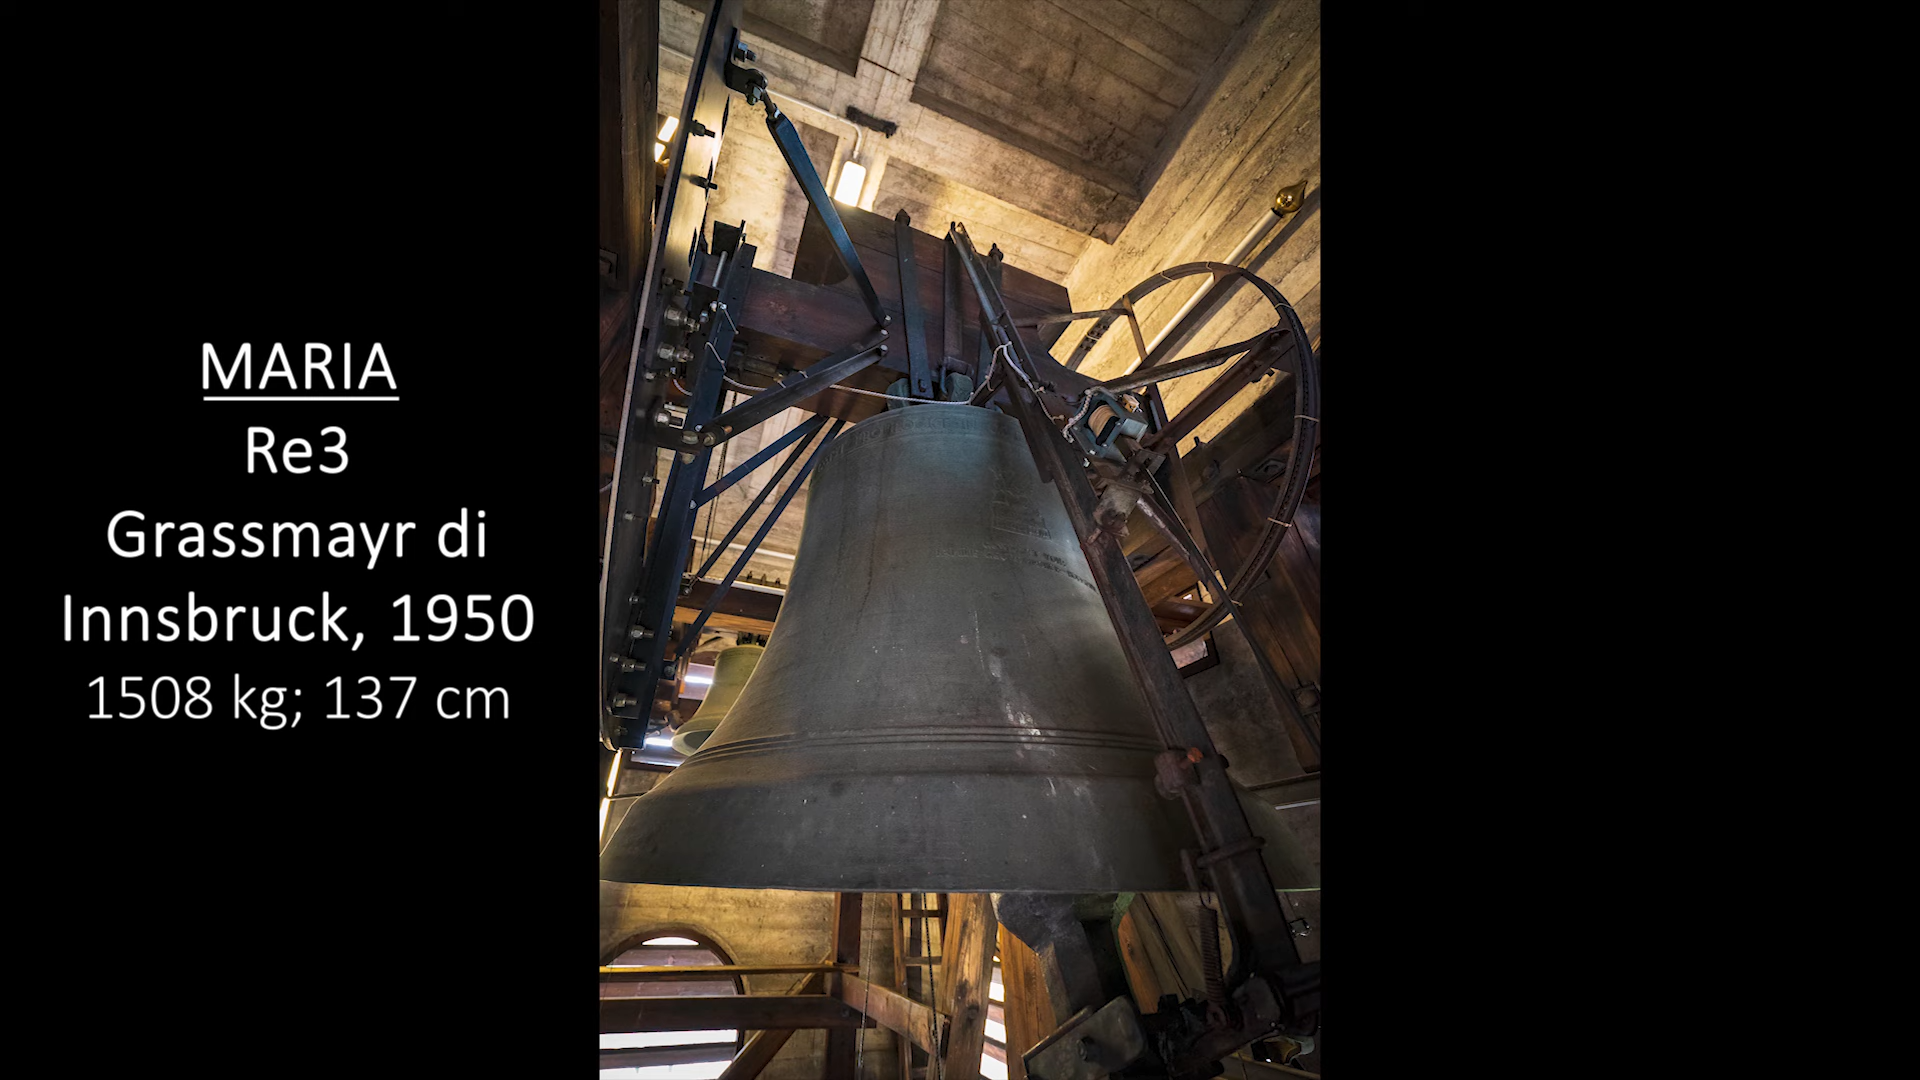 MARIA
Re3
Grassmayr di
Innsbruck, 1950
1508 kg; 137 cm